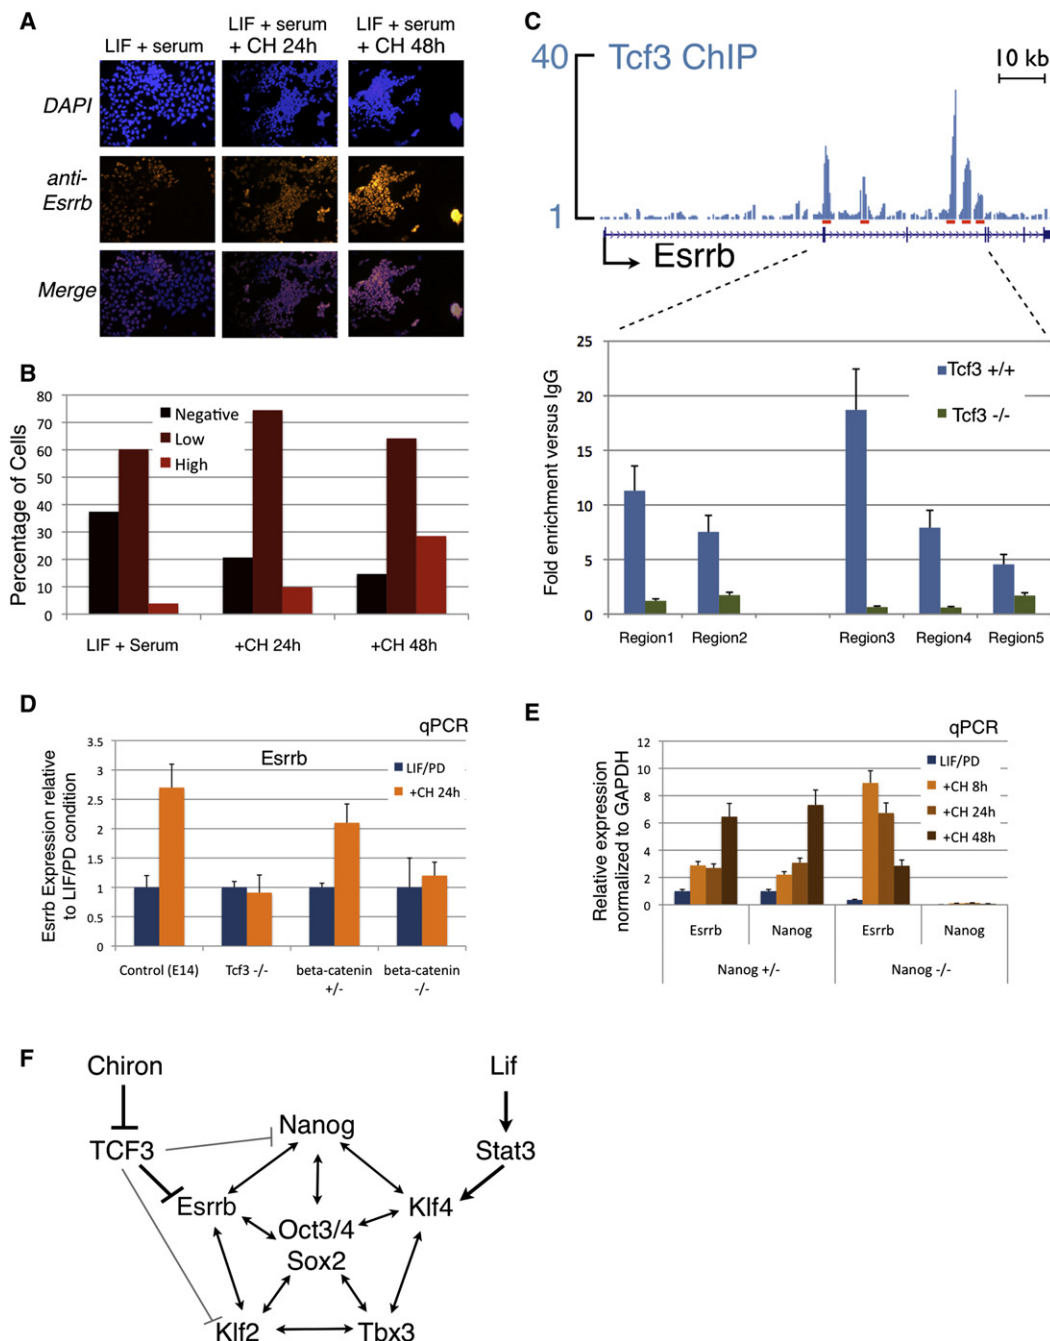 A
LIF + serum
LIF + serum
+ CH 24h
LIF + serum
+ CH 48h
DAPI
anti-
Esrrb
Merge
B
Percentage of Cells
80
70
60
50
40
30
20
10
0
Negative
Low
High
LIF + Serum
+CH 24h
+CH 48h
C
40
Tcf3 ChIP
10 kb
1
Esrrb
Fold enrichment versus IgG
25
20
15
10
5
0
Tcf3 +/+
Tcf3 -/-
Region1
Region2
Region3
Region4
Region5
D
qPCR
Esrrb
Esrrb Expression relative
to LIF/PD condition
3.5
3
2.5
2
1.5
1
0.5
0
LIF/PD
+CH 24h
Control (E14)
Tcf3 -/-
beta-catenin
+/-
beta-catenin
-/-
E
qPCR
Relative expression
normalized to GAPDH
12
10
8
6
4
2
0
LIF/PD
+CH 8h
+CH 24h
+CH 48h
Esrrb
Nanog
Esrrb
Nanog
Nanog +/-
Nanog -/-
F
Chiron
Lif
Nanog
TCF3
Stat3
Esrrb
Klf4
Oct3/4
Sox2
Klf2
Tbx3